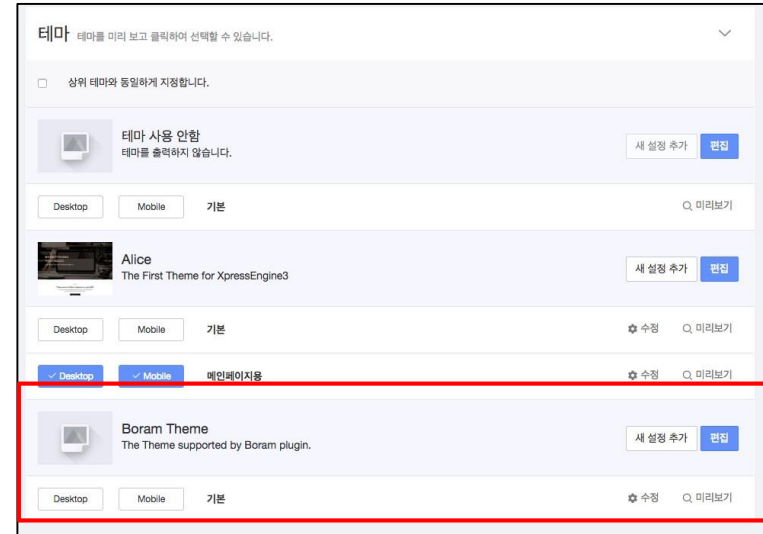 테마 테마를 미리 보고 클릭하여 선택할 수 있습니다.
상위 테마와 동일하게 지정합니다.
테마 사용 안함
테마를 출력하지 않습니다.
새 설정 추가 편집
Desktop Mobile 기본 미리보기
Alice
The First Theme for XpressEngine3
새 설정 추가 편집
Desktop Mobile 기본 수정 미리보기
Desktop Mobile 메인페이지용 수정 미리보기
Boram Theme
The Theme supported by Boram plugin.
새 설정 추가 편집
Desktop Mobile 기본 수정 미리보기